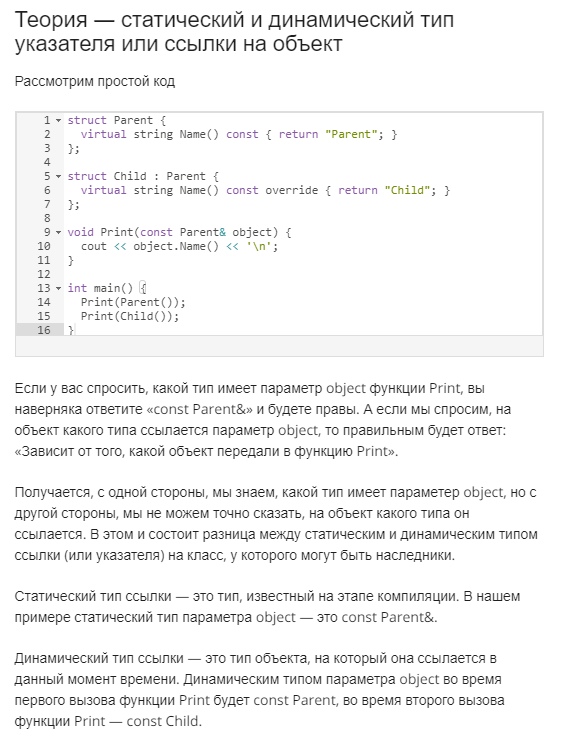 Теория — статический и динамический тип
указателя или ссылки на объект
Рассмотрим простой код
1 struct Parent {
2   virtual string Name() const { return "Parent"; }
3 };
4
5 struct Child : Parent {
6   virtual string Name() const override { return "Child"; }
7 };
8
9 void Print(const Parent& object) {
10   cout << object.Name() << '\n';
11 }
12
13 int main() {
14   Print(Parent());
15   Print(Child());
16 }
Если у вас спросить, какой тип имеет параметр object функции Print, вы
наверняка ответите «const Parent&» и будете правы. А если мы спросим, на
объект какого типа ссылается параметр object, то правильным будет ответ:
«Зависит от того, какой объект передали в функцию Print».
Получается, с одной стороны, мы знаем, какой тип имеет параметер object, но с
другой стороны, мы не можем точно сказать, на объект какого типа он
ссылается. В этом и состоит разница между статическим и динамическим типом
ссылки (или указателя) на класс, у которого могут быть наследники.
Статический тип ссылки — это тип, известный на этапе компиляции. В нашем
примере статический тип параметра object — это const Parent&.
Динамический тип ссылки — это тип объекта, на который она ссылается в
данный момент времени. Динамическим типом параметра object во время
первого вызова функции Print будет const Parent, во время второго вызова
функции Print — const Child.